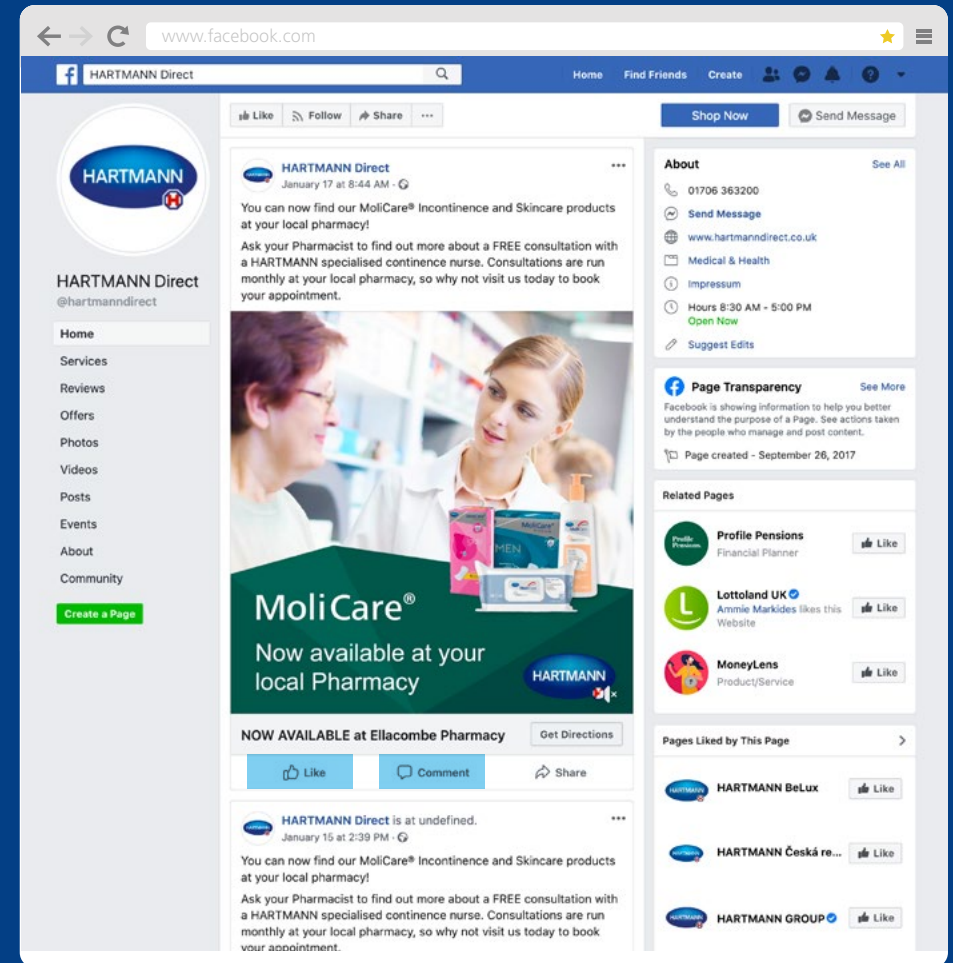 www.facebook.com
HARTMANN Direct
Home Find Friends Create
HARTMANN
HARTMANN Direct
@hartmanndirect
Home
Services
Reviews
Offers
Photos
Videos
Posts
Events
About
Community
Create a Page
Like Follow Share
Shop Now Send Message
HARTMANN Direct
January 17 at 8:44 AM ·
You can now find our MoliCare® Incontinence and Skincare products
at your local pharmacy!
Ask your Pharmacist to find out more about a FREE consultation with
a HARTMANN specialised continence nurse. Consultations are run
monthly at your local pharmacy, so why not visit us today to book
your appointment.
MoliCare
MEN
MoliCare®
Now available at your
local Pharmacy
HARTMANN
NOW AVAILABLE at Ellacombe Pharmacy Get Directions
Like Comment Share
HARTMANN Direct is at undefined.
January 15 at 2:39 PM ·
You can now find our MoliCare® Incontinence and Skincare products
at your local pharmacy!
Ask your Pharmacist to find out more about a FREE consultation with
a HARTMANN specialised continence nurse. Consultations are run
monthly at your local pharmacy, so why not visit us today to book
your appointment.
About See All
01706 363200
Send Message
www.hartmanndirect.co.uk
Medical & Health
Impressum
Hours 8:30 AM - 5:00 PM
Open Now
Suggest Edits
Page Transparency See More
Facebook is showing information to help you better
understand the purpose of a Page. See actions taken
by the people who manage and post content.
Page created - September 26, 2017
Related Pages
Profile
Pensions
Profile Pensions
Financial Planner
Like
Lottoland UK
Ammie Markides likes this
Website
Like
MoneyLens
Product/Service
Like
Pages Liked by This Page
HARTMANN BeLux
Like
HARTMANN Česká re...
Like
HARTMANN GROUP
Like